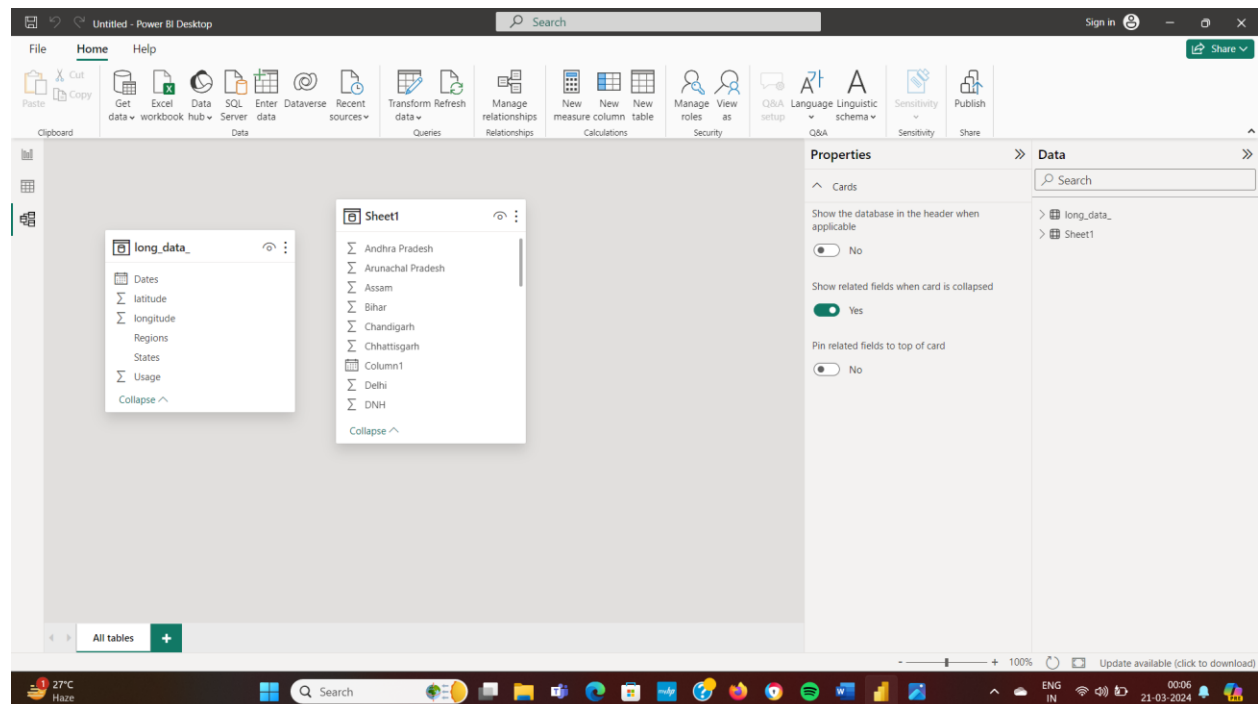 Untitled - Power BI Desktop
Search
Sign in
File Home Help
Share
Paste
Cut
Copy
Clipboard
Get data
Excel workbook
Data hub
SQL Server
Enter data
Dataverse
Recent sources
Data
Transform data
Refresh
Queries
Manage relationships
Relationships
New measure
New column
New table
Calculations
Manage roles
View as
Security
Q&A setup
Language
Linguistic schema
Q&A
Sensitivity
Sensitivity
Publish
Share
long_data_
Dates
latitude
longitude
Regions
States
Usage
Collapse
Sheet1
Andhra Pradesh
Arunachal Pradesh
Assam
Bihar
Chandigarh
Chhattisgarh
Column1
Delhi
DNH
Collapse
Properties
Cards
Show the database in the header when
applicable
No
Show related fields when card is collapsed
Yes
Pin related fields to top of card
No
Data
Search
long_data_
Sheet1
All tables
100%
Update available (click to download)
1
27°C
Haze
Search
ENG
IN
00:06
21-03-2024